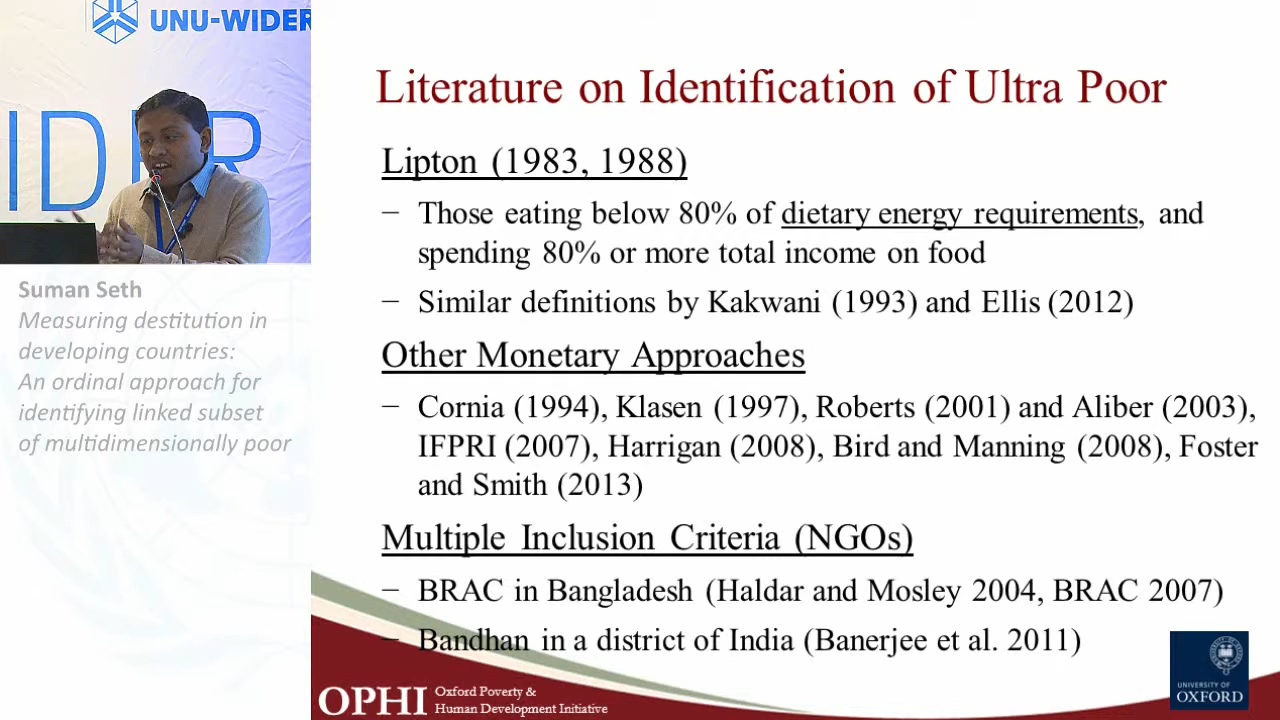 UNU-WIDER
IDER
Suman Seth
Measuring destitution in
developing countries:
An ordinal approach for
identifying linked subset
of multidimensionally poor
Literature on Identification of Ultra Poor
Lipton (1983, 1988)
− Those eating below 80% of dietary energy requirements, and
spending 80% or more total income on food
− Similar definitions by Kakwani (1993) and Ellis (2012)
Other Monetary Approaches
− Cornia (1994), Klasen (1997), Roberts (2001) and Aliber (2003),
IFPRI (2007), Harrigan (2008), Bird and Manning (2008), Foster
and Smith (2013)
Multiple Inclusion Criteria (NGOs)
− BRAC in Bangladesh (Haldar and Mosley 2004, BRAC 2007)
− Bandhan in a district of India (Banerjee et al. 2011)
OPHI Oxford Poverty &
Human Development Initiative
UNIVERSITY OF
OXFORD